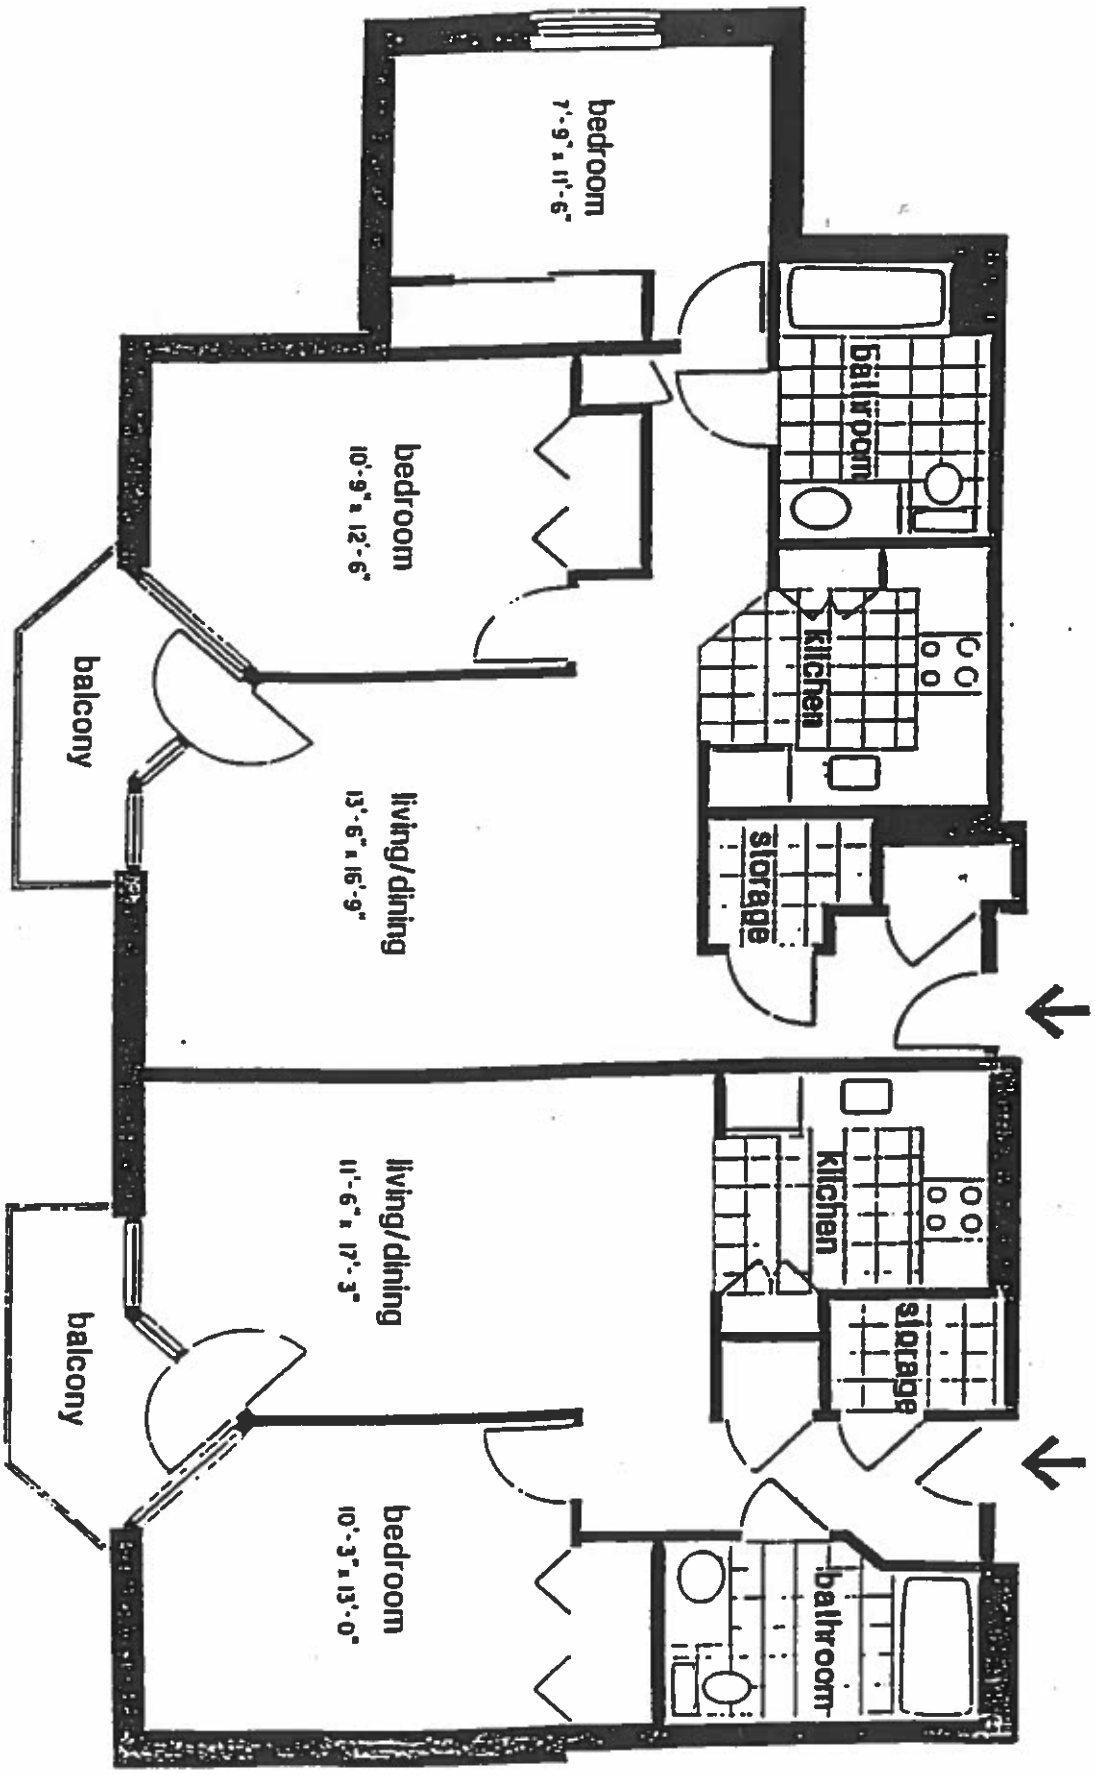 bedroom
7'-9" x 11'-6"
bathroom
bedroom
10'-9" x 12'-6"
kitchen
balcony
living/dining
13'-6" x 16'-9"
storage
living/dining
11'-6" x 17'-3"
kitchen
storage
balcony
bedroom
10'-3" x 13'-0"
bathroom